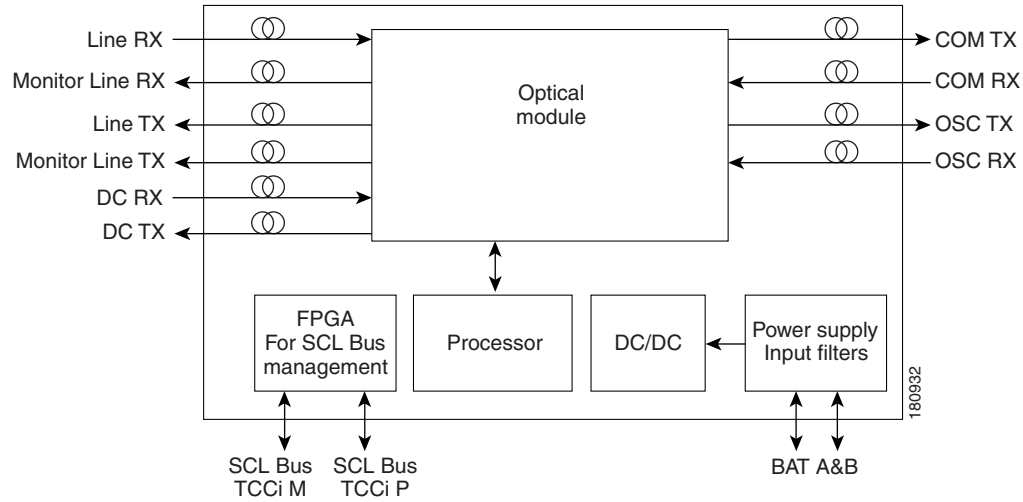 Line RX
Monitor Line RX
Line TX
Monitor Line TX
DC RX
DC TX
Optical
module
COM TX
COM RX
OSC TX
OSC RX
FPGA
For SCL Bus
management
Processor
DC/DC
Power supply
Input filters
180932
SCL Bus
TCCi M
SCL Bus
TCCi P
BAT A&B